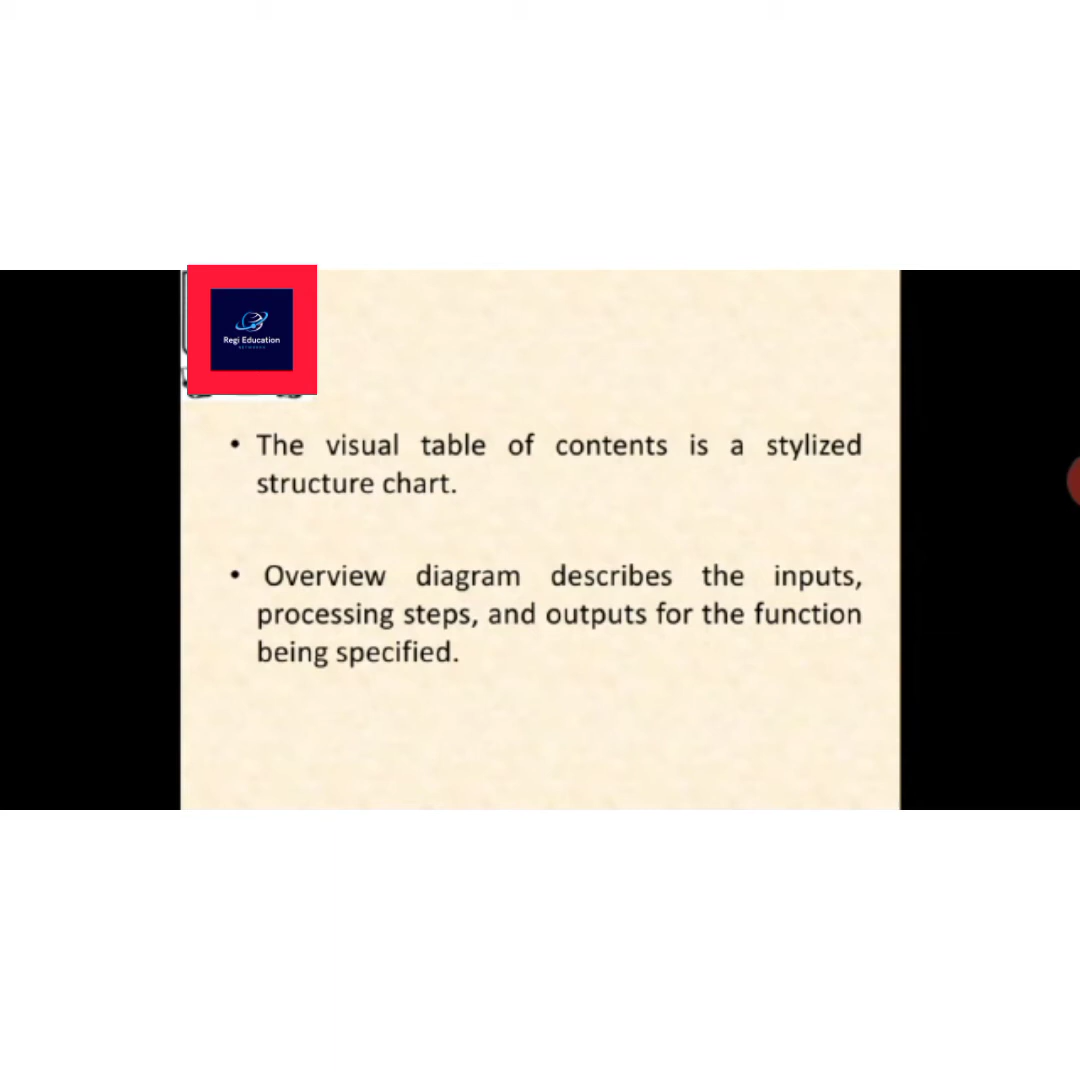 Regi Education
NETWORKS
• The visual table of contents is a stylized
structure chart.
• Overview diagram describes the inputs,
processing steps, and outputs for the function
being specified.